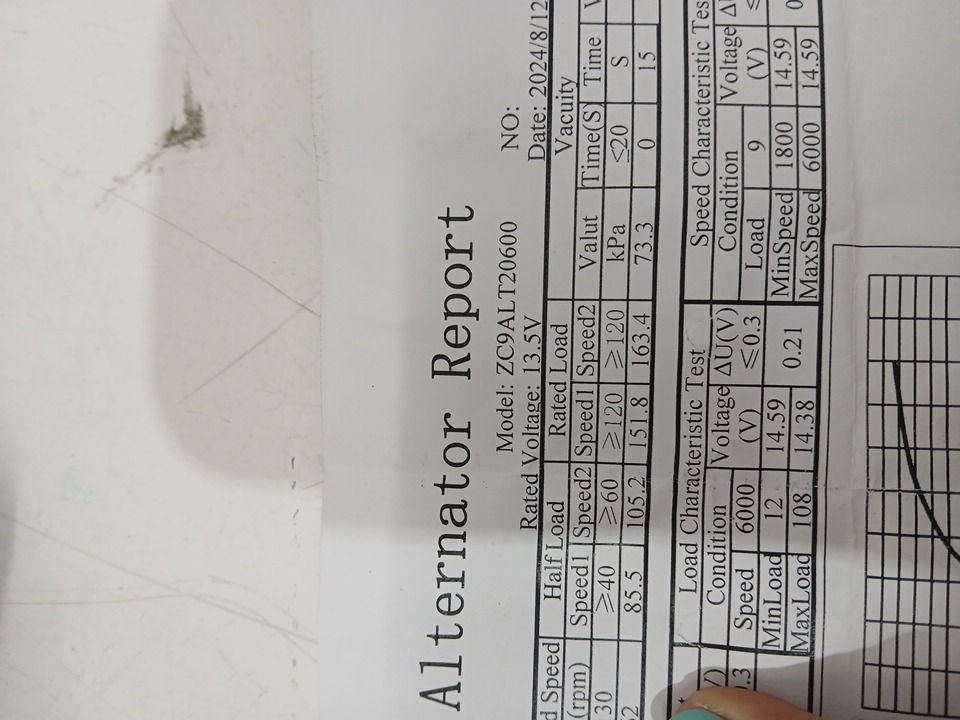 Alternator Report
Model: ZC9ALT20600 NO:
Rated Voltage: 13.5V Date: 2024/8/12
Speed Half Load Rated Load Vacuity
(rpm) Speed1 Speed2 Speed1 Speed2 Valut Time(S) Time
30 ≥40 ≥60 ≥120 ≥120 kPa ≤20 S
85.5 105.2 151.8 163.4 73.3 0 15
Load Characteristic Test Speed Characteristic Tes
Condition Voltage ΔU(V) Condition Voltage
.3 Speed 6000 (V) ≤0.3 Load 9 (V) ≤
MinLoad 12 14.59 0.21 MinSpeed 1800 14.59
MaxLoad 108 14.38 MaxSpeed 6000 14.59